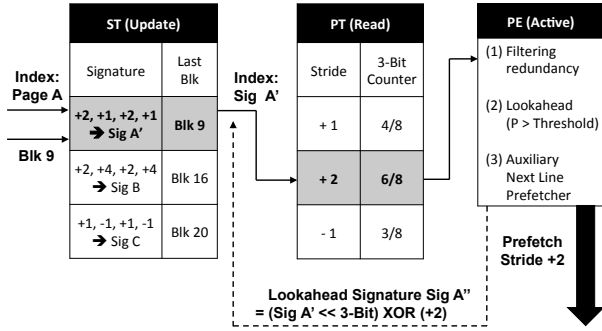 ST (Update)
Signature
Last
Blk
+2, +1, +2, +1
➔ Sig A'
Blk 9
+2, +4, +2, +4
➔ Sig B
Blk 16
+1, -1, +1, -1
➔ Sig C
Blk 20
Index:
Page A
Blk 9
Index:
Sig A'
PT (Read)
Stride
3-Bit
Counter
+ 1
4/8
+ 2
6/8
- 1
3/8
PE (Active)
(1) Filtering
redundancy
(2) Lookahead
(P > Threshold)
(3) Auxiliary
Next Line
Prefetcher
Prefetch
Stride +2
Lookahead Signature Sig A''
= (Sig A' << 3-Bit) XOR (+2)